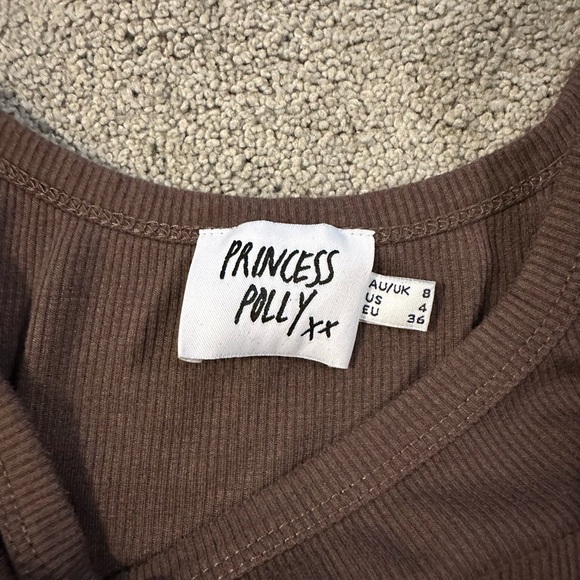 PRINCESS
POLLY xx
AU/UK 8
US 4
EU 36